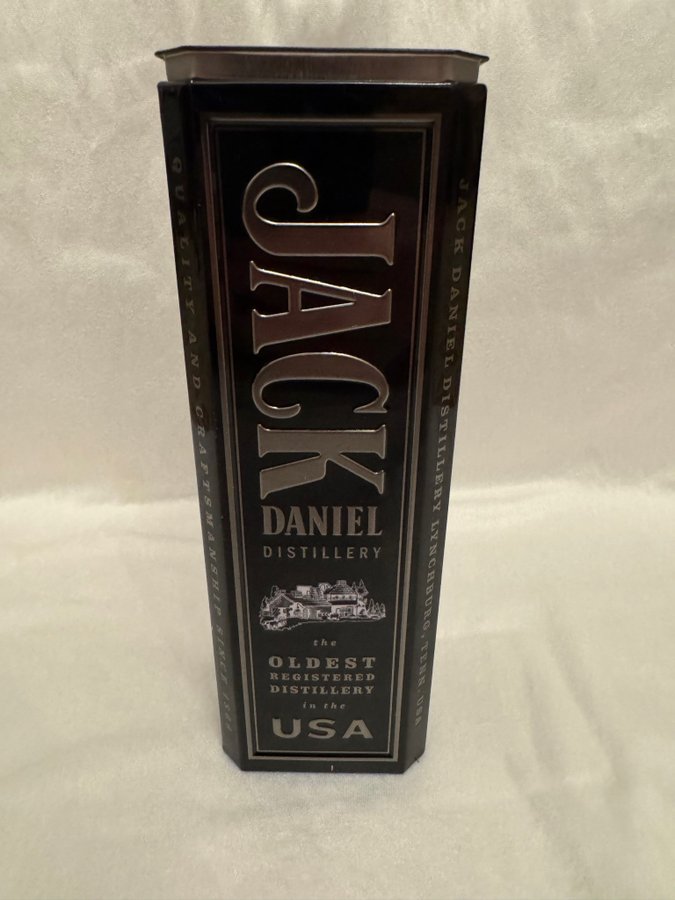 JACK
DANIEL
DISTILLERY
the
OLDEST
REGISTERED
DISTILLERY
in the
USA
QUALITY AND CRAFTSMANSHIP SINCE
JACK DANIEL DISTILLERY LYNCHBURG, TENN. USA